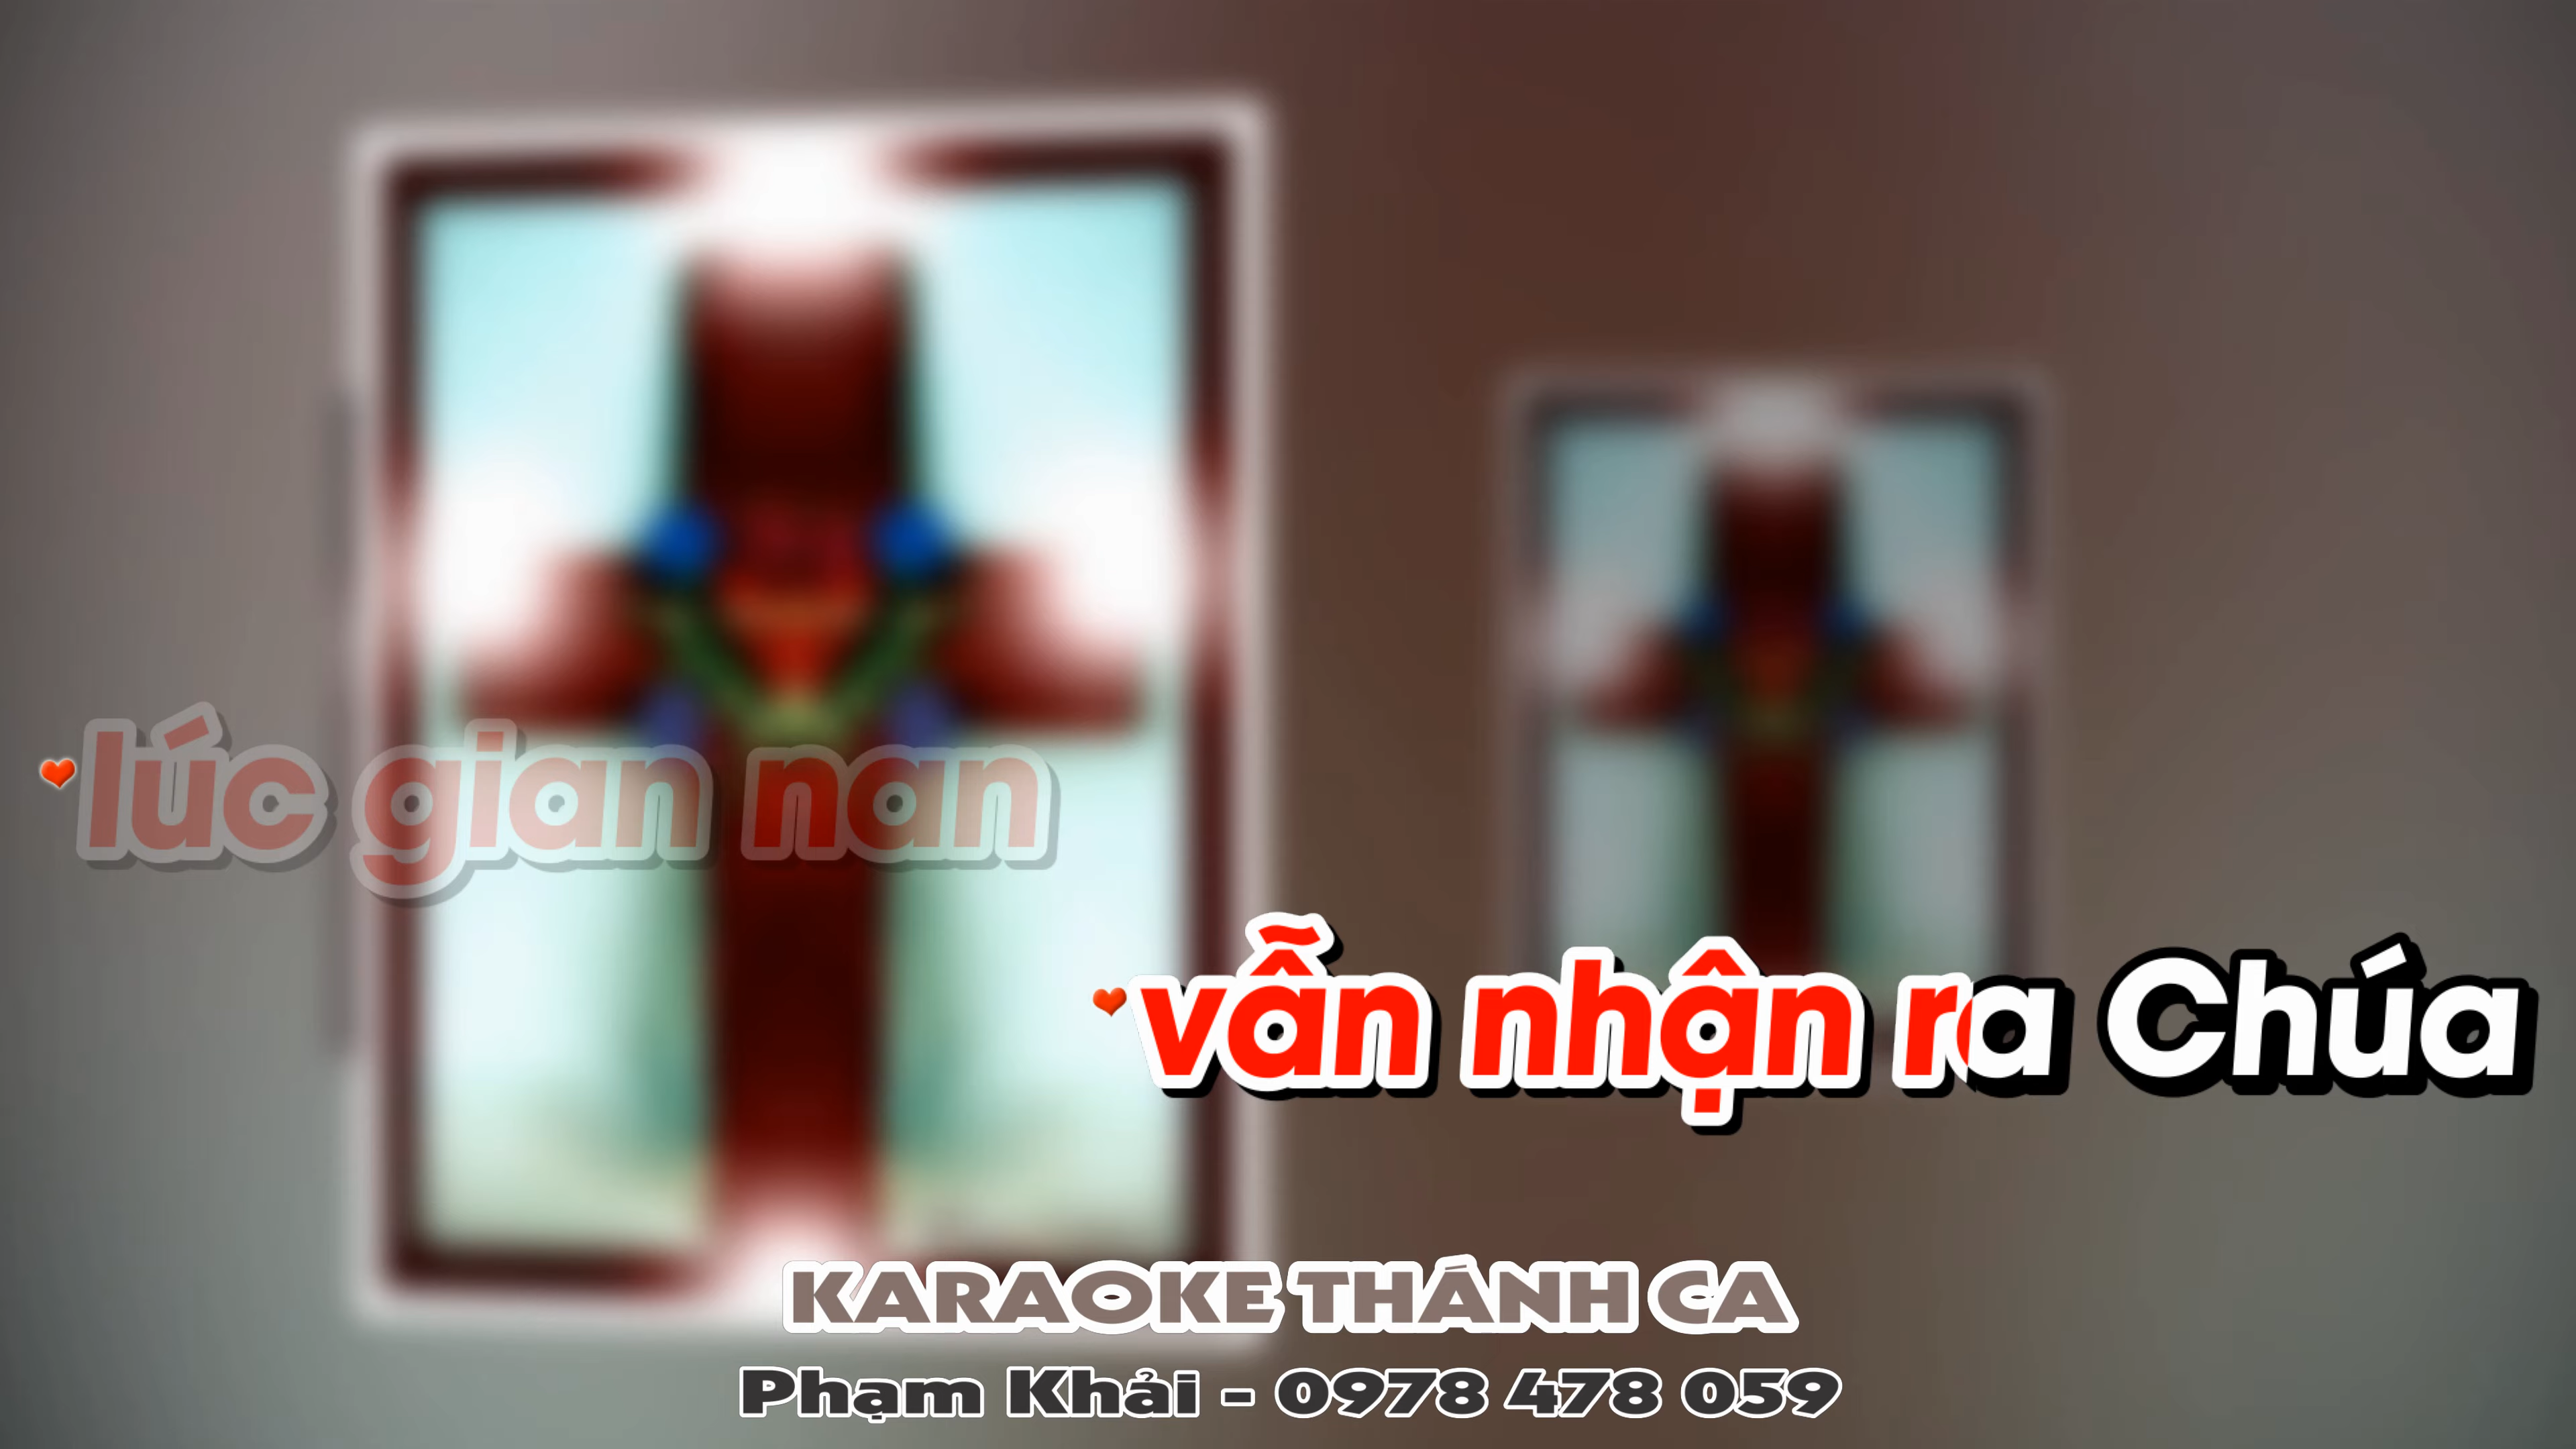 lúc gian nan
vẫn nhận ra Chúa
KARAOKE THÁNH CA
Phạm Khải - 0978 478 059